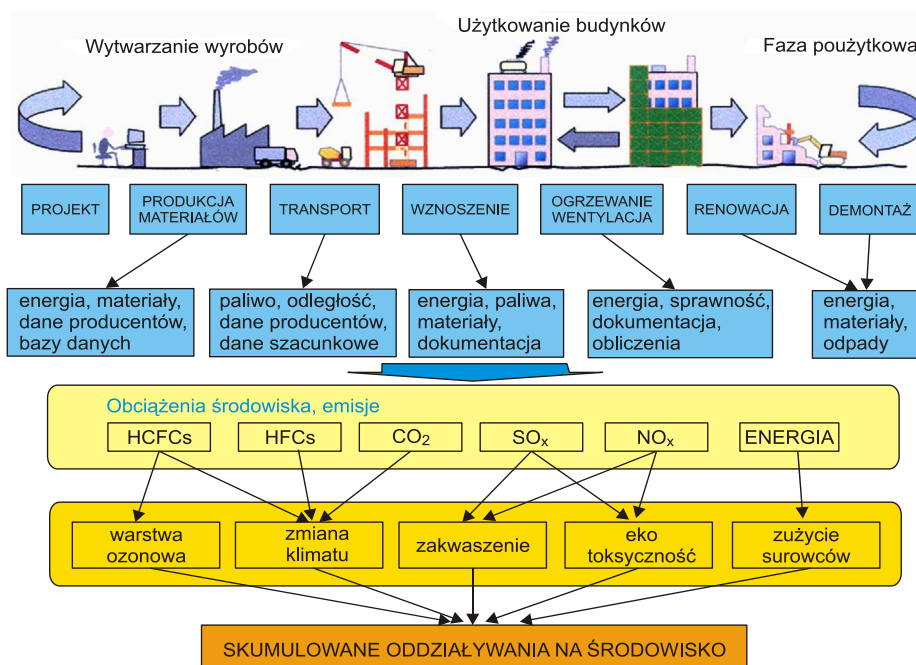 Wytwarzanie wyrobów
Użytkowanie budynków
Faza poużytkowa
PROJEKT
PRODUKCJA
MATERIAŁÓW
TRANSPORT
WZNOSZENIE
OGRZEWANIE
WENTYLACJA
RENOWACJA
DEMONTAŻ
energia, materiały,
dane producentów,
bazy danych
paliwo, odległość,
dane producentów,
dane szacunkowe
energia, paliwa,
materiały,
dokumentacja
energia, sprawność,
dokumentacja,
obliczenia
energia,
materiały,
odpady
Obciążenia środowiska, emisje
HCFCs
HFCs
CO₂
SOₓ
NOₓ
ENERGIA
warstwa
ozonowa
zmiana
klimatu
zakwaszenie
eko
toksyczność
zużycie
surowców
SKUMULOWANE ODDZIAŁYWANIA NA ŚRODOWISKO